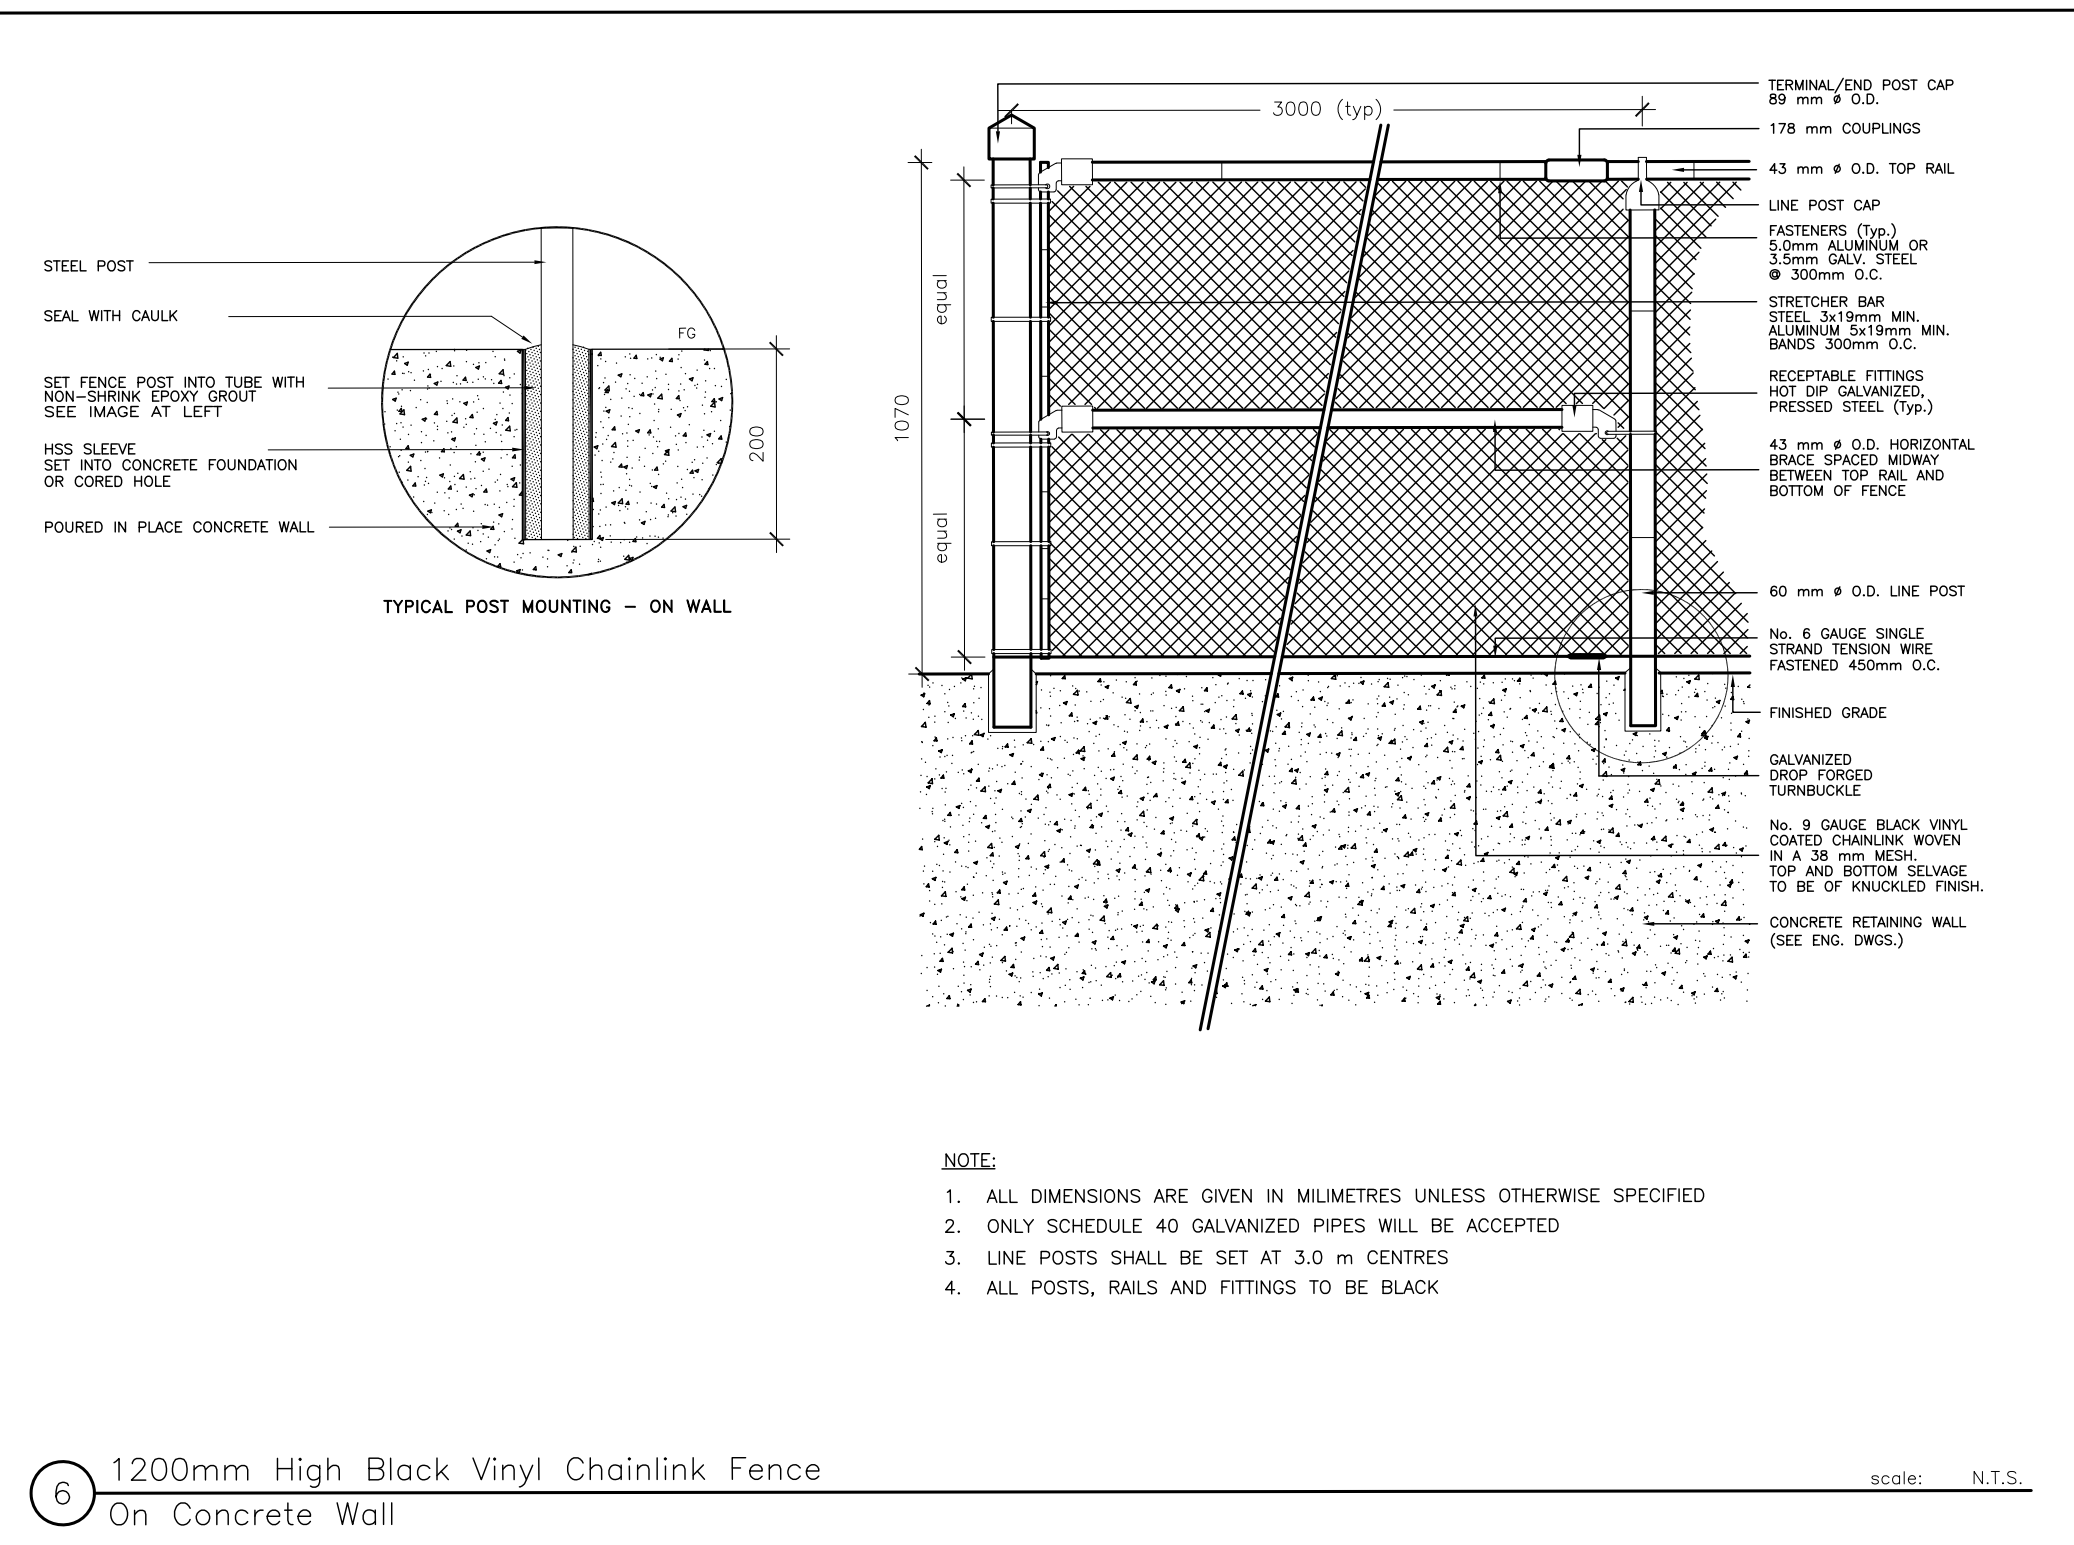 STEEL POST
SEAL WITH CAULK
SET FENCE POST INTO TUBE WITH
NON-SHRINK EPOXY GROUT
SEE IMAGE AT LEFT
HSS SLEEVE
SET INTO CONCRETE FOUNDATION
OR CORED HOLE
POURED IN PLACE CONCRETE WALL
FG
200
TYPICAL POST MOUNTING - ON WALL
3000 (typ)
1070
equal
equal
TERMINAL/END POST CAP
89 mm ø O.D.
178 mm COUPLINGS
43 mm ø O.D. TOP RAIL
LINE POST CAP
FASTENERS (Typ.)
5.0mm ALUMINUM OR
3.5mm GALV. STEEL
@ 300mm O.C.
STRETCHER BAR
STEEL 3x19mm MIN.
ALUMINUM 5x19mm MIN.
BANDS 300mm O.C.
RECEPTABLE FITTINGS
HOT DIP GALVANIZED,
PRESSED STEEL (Typ.)
43 mm ø O.D. HORIZONTAL
BRACE SPACED MIDWAY
BETWEEN TOP RAIL AND
BOTTOM OF FENCE
60 mm ø O.D. LINE POST
No. 6 GAUGE SINGLE
STRAND TENSION WIRE
FASTENED 450mm O.C.
FINISHED GRADE
GALVANIZED
DROP FORGED
TURNBUCKLE
No. 9 GAUGE BLACK VINYL
COATED CHAINLINK WOVEN
IN A 38 mm MESH.
TOP AND BOTTOM SELVAGE
TO BE OF KNUCKLED FINISH.
CONCRETE RETAINING WALL
(SEE ENG. DWGS.)
NOTE:
1. ALL DIMENSIONS ARE GIVEN IN MILIMETRES UNLESS OTHERWISE SPECIFIED
2. ONLY SCHEDULE 40 GALVANIZED PIPES WILL BE ACCEPTED
3. LINE POSTS SHALL BE SET AT 3.0 m CENTRES
4. ALL POSTS, RAILS AND FITTINGS TO BE BLACK
6
1200mm High Black Vinyl Chainlink Fence
On Concrete Wall
scale: N.T.S.